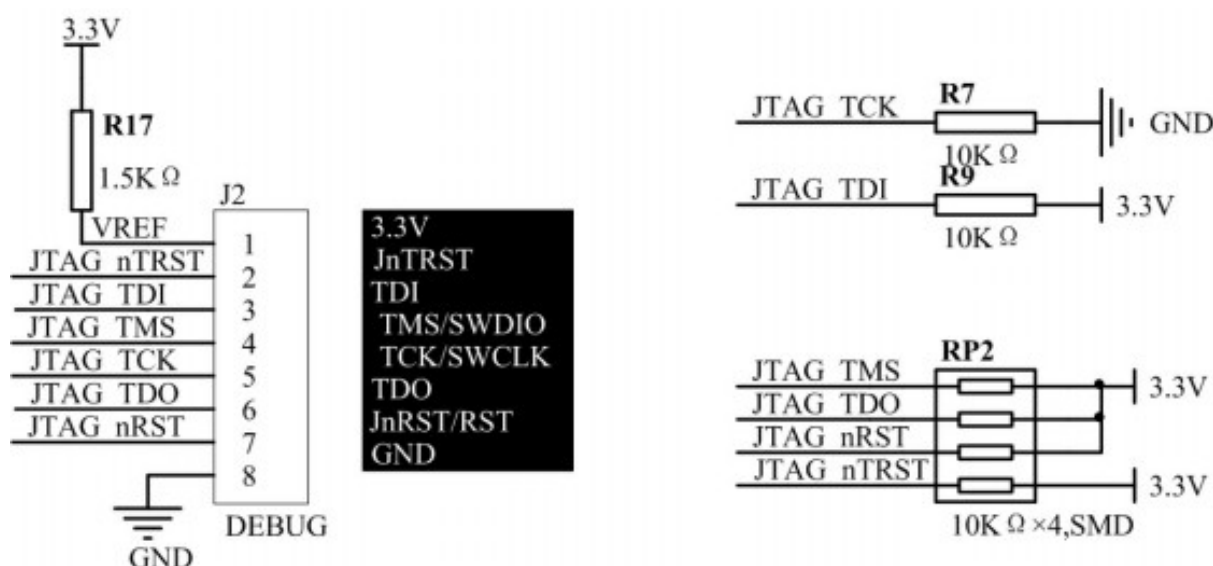 3.3V
R17
1.5K Ω
J2
VREF
1
JTAG nTRST
2
JTAG TDI
3
JTAG TMS
4
JTAG TCK
5
JTAG TDO
6
JTAG nRST
7
8
DEBUG
GND
3.3V
JnTRST
TDI
TMS/SWDIO
TCK/SWCLK
TDO
JnRST/RST
GND
JTAG TCK
R7
10K Ω
GND
JTAG TDI
R9
10K Ω
3.3V
RP2
JTAG TMS
3.3V
JTAG TDO
JTAG nRST
JTAG nTRST
3.3V
10K Ω ×4,SMD